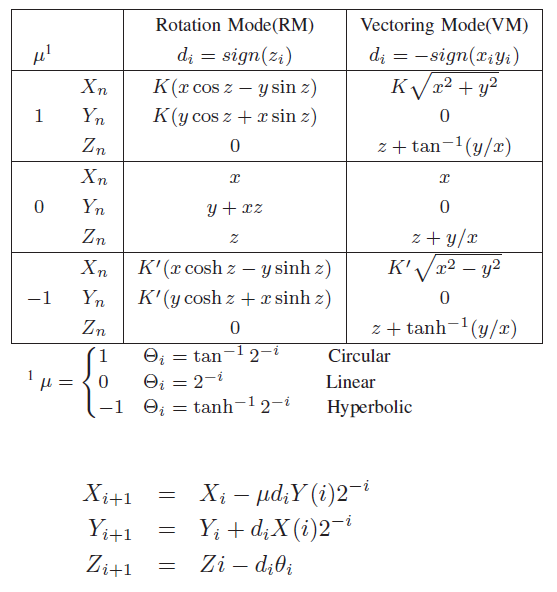 Rotation Mode(RM) Vectoring Mode(VM)
μ¹ dᵢ = sign(zᵢ) dᵢ = −sign(xᵢyᵢ)
Xₙ K(x cos z − y sin z) K√(x² + y²)
1 Yₙ K(y cos z + x sin z) 0
Zₙ 0 z + tan⁻¹(y/x)
Xₙ x x
0 Yₙ y + xz 0
Zₙ z z + y/x
Xₙ K′(x cosh z − y sinh z) K′√(x² − y²)
−1 Yₙ K′(y cosh z + x sinh z) 0
Zₙ 0 z + tanh⁻¹(y/x)
1 Θᵢ = tan⁻¹ 2⁻ⁱ Circular
¹ μ = { 0 Θᵢ = 2⁻ⁱ Linear
−1 Θᵢ = tanh⁻¹ 2⁻ⁱ Hyperbolic
Xᵢ₊₁ = Xᵢ − μdᵢY(i)2⁻ⁱ
Yᵢ₊₁ = Yᵢ + dᵢX(i)2⁻ⁱ
Zᵢ₊₁ = Zi − dᵢθᵢ